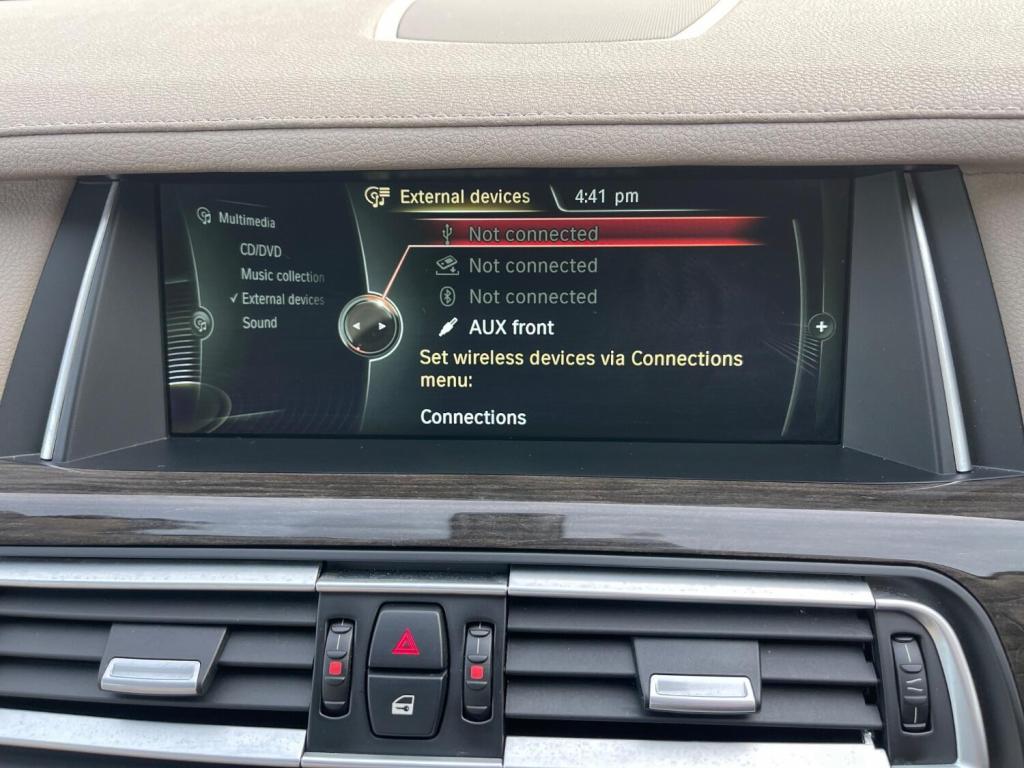 External devices 4:41 pm
Multimedia
CD/DVD
Music collection
External devices
Sound
Not connected
Not connected
Not connected
AUX front
Set wireless devices via Connections
menu:
Connections